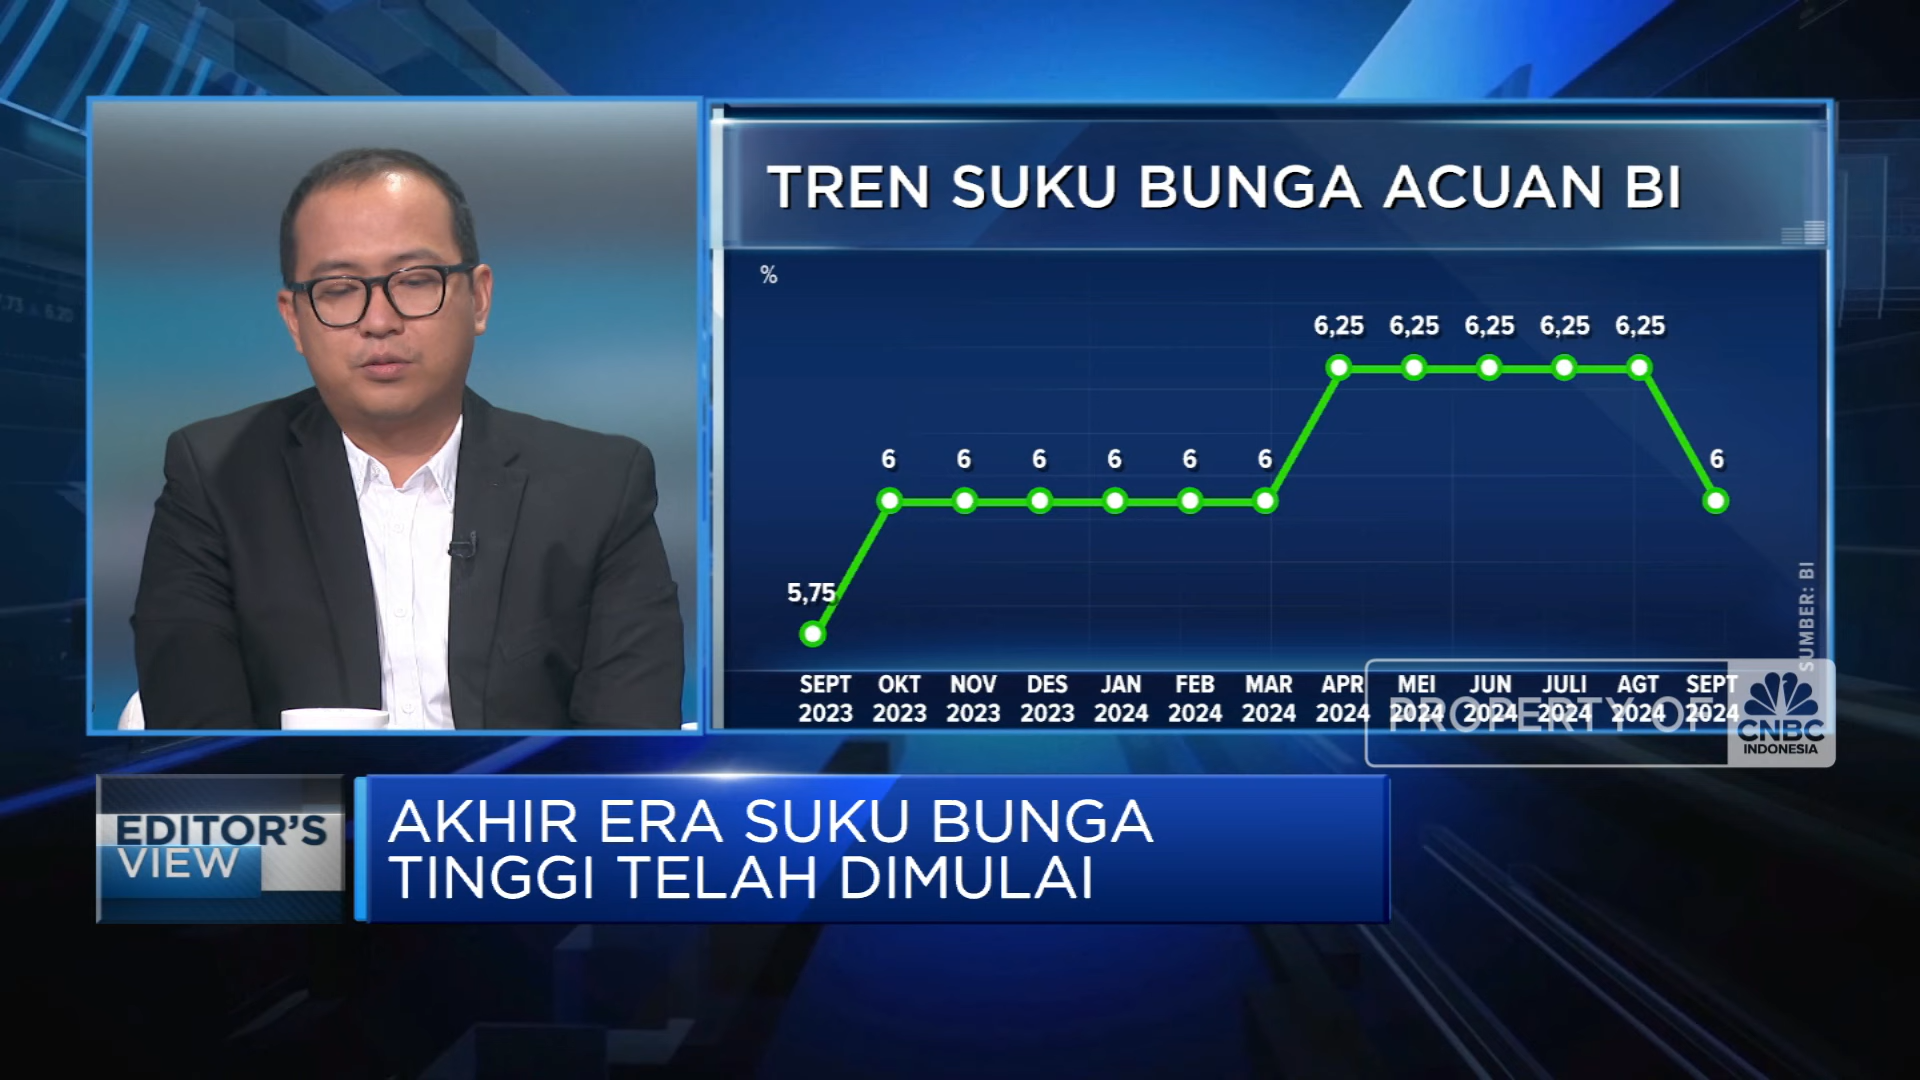 TREN SUKU BUNGA ACUAN BI
%
6,25 6,25 6,25 6,25 6,25
6 6 6 6 6 6 6
5,75
SEPT OKT NOV DES JAN FEB MAR APR MEI JUN JULI AGT SEPT
2023 2023 2023 2023 2024 2024 2024 2024 2024 2024 2024 2024 2024
SUMBER: BI
PROPERTY OF
CNBC
INDONESIA
EDITOR'S
VIEW
AKHIR ERA SUKU BUNGA
TINGGI TELAH DIMULAI